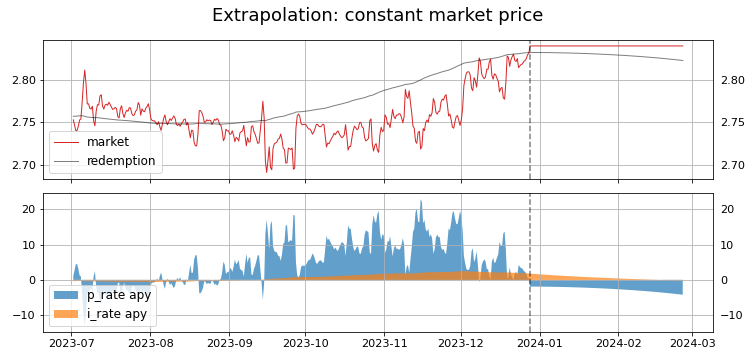 Extrapolation: constant market price
2.80
2.75
2.70
2.80
2.75
2.70
market
redemption
20
10
0
−10
20
10
0
−10
p_rate apy
i_rate apy
2023-07 2023-08 2023-09 2023-10 2023-11 2023-12 2024-01 2024-02 2024-03